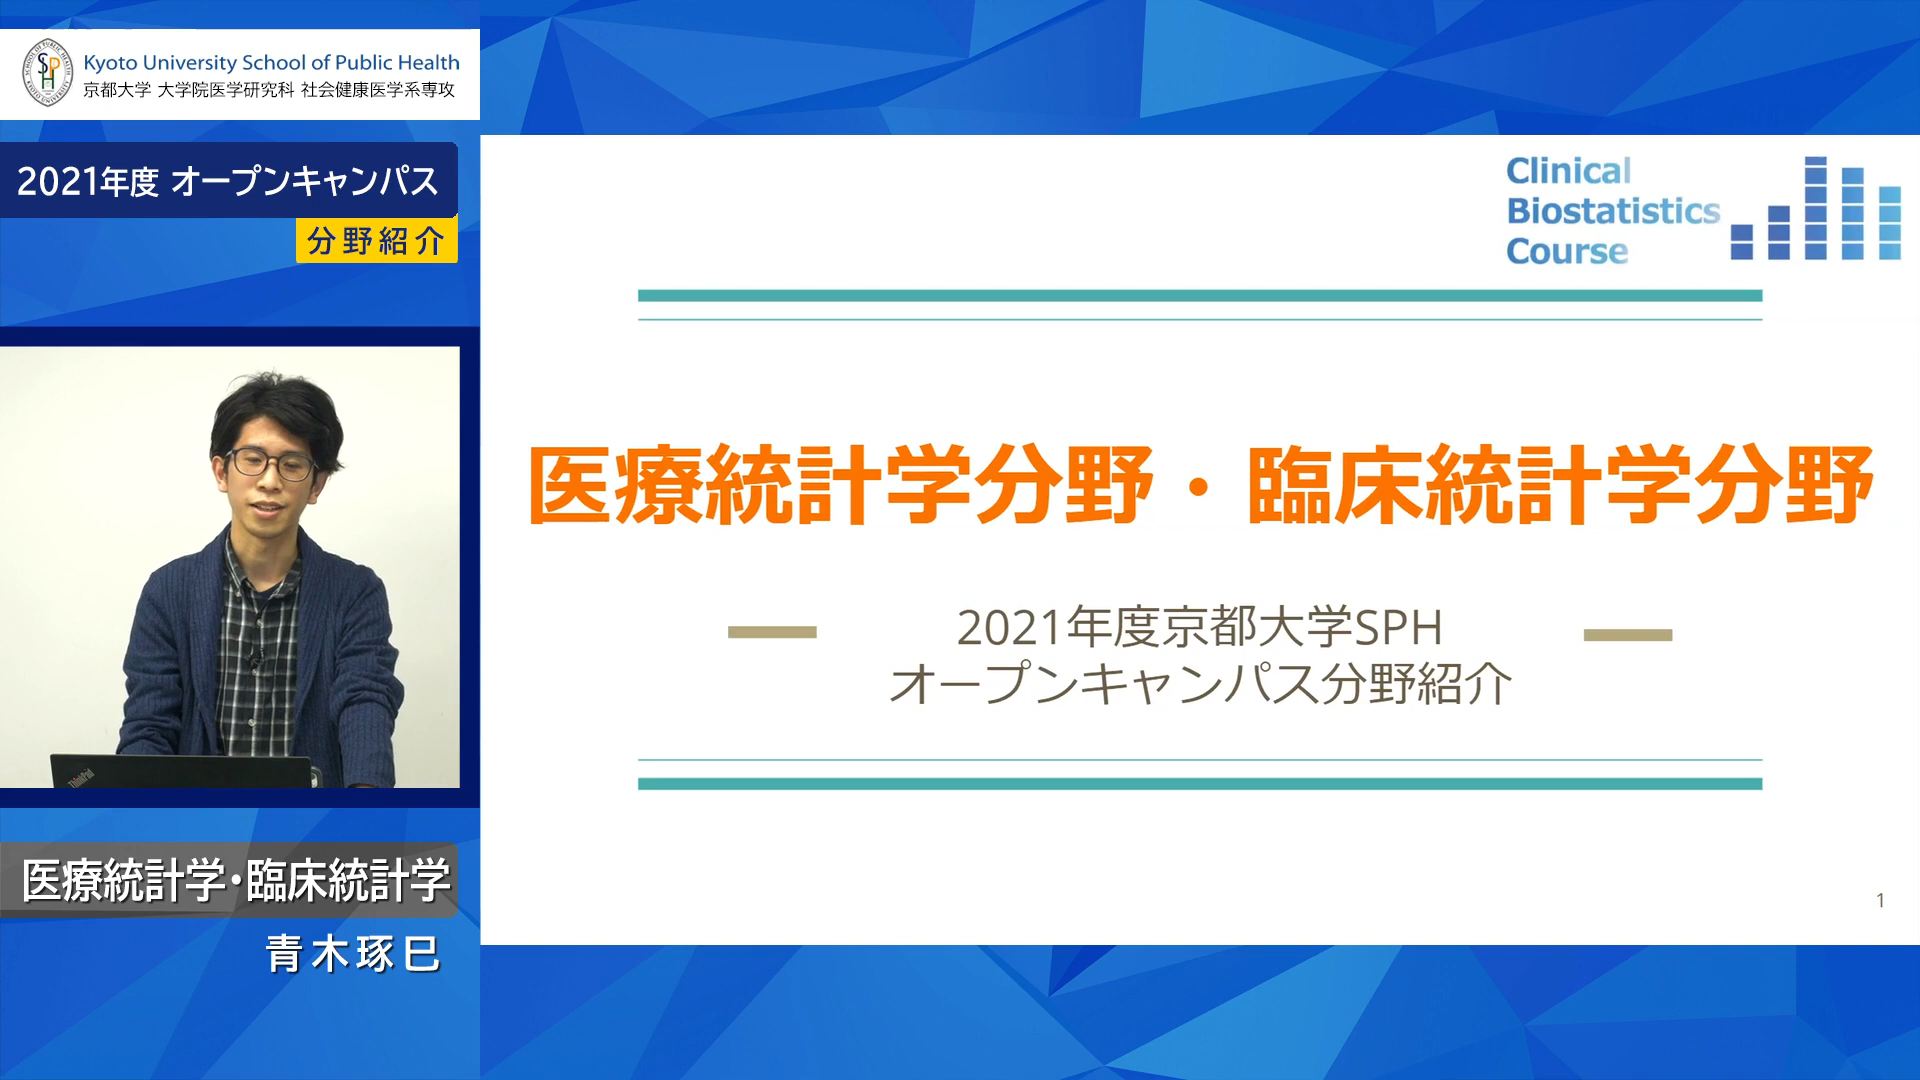 Kyoto University School of Public Health
京都大学 大学院医学研究科 社会健康医学系専攻
2021年度 オープンキャンパス
分野紹介
ThinkPad
医療統計学・臨床統計学
青木琢巳
Clinical
Biostatistics
Course
医療統計学分野・臨床統計学分野
2021年度京都大学SPH
オープンキャンパス分野紹介
1